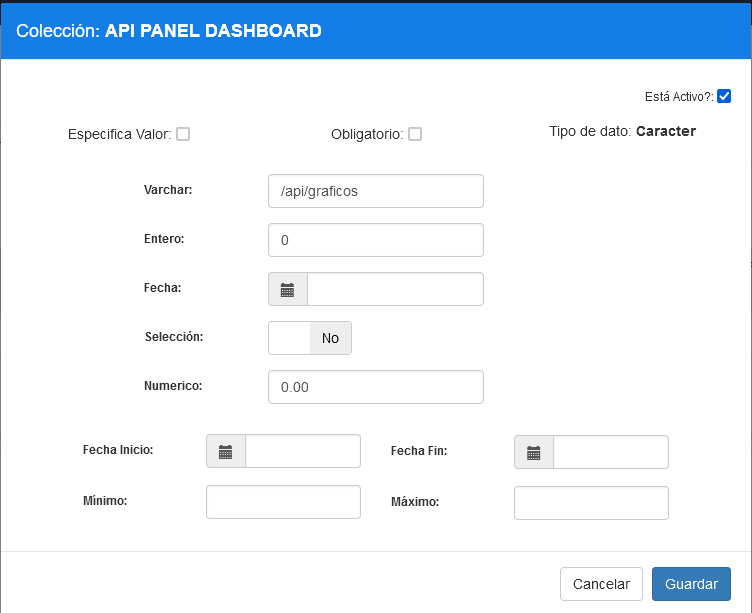 Colección: API PANEL DASHBOARD
Está Activo?:
Especifica Valor: Obligatorio: Tipo de dato: Caracter
Varchar: /api/graficos
Entero: 0
Fecha:
Selección: No
Numerico: 0.00
Fecha Inicio: Fecha Fin:
Mínimo: Máximo:
Cancelar Guardar